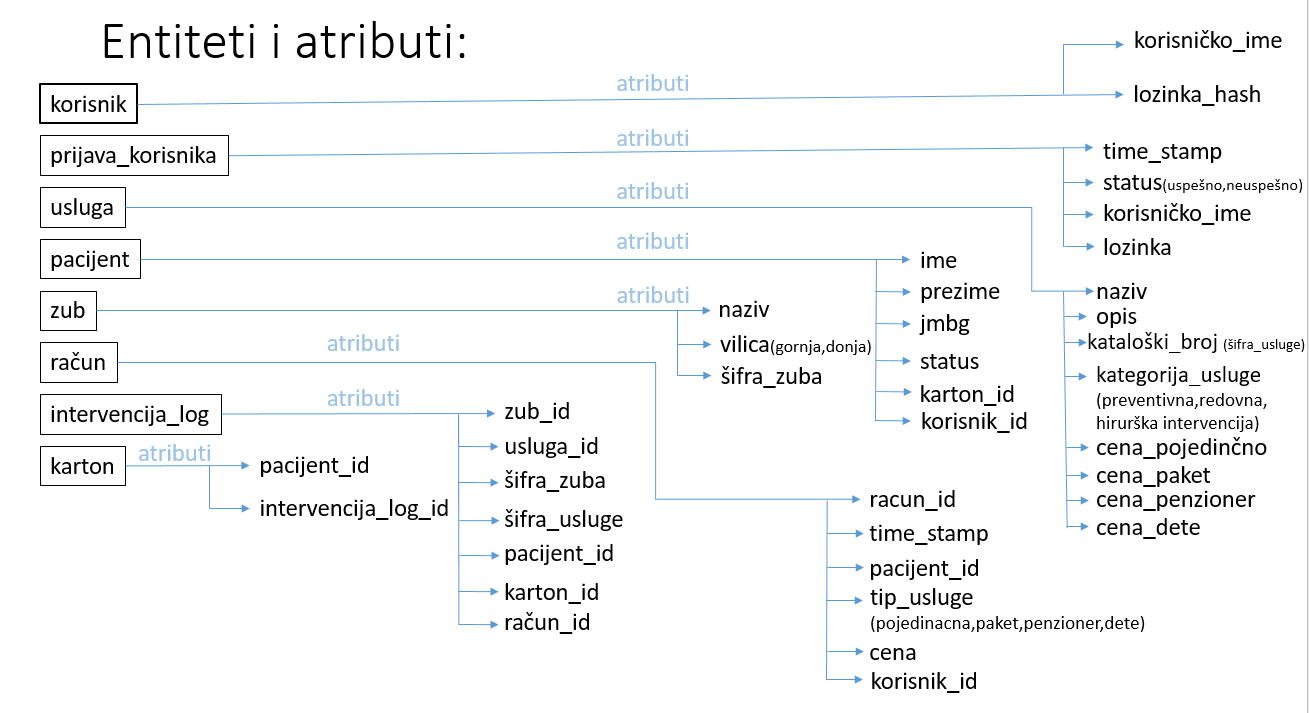 Entiteti i atributi:
korisnik
atributi
korisničko_ime
lozinka_hash
prijava_korisnika
atributi
time_stamp
status(uspešno,neuspešno)
korisničko_ime
lozinka
usluga
atributi
naziv
opis
kataloški_broj (šifra_usluge)
kategorija_usluge
(preventivna,redovna,
hirurška intervencija)
cena_pojedinčno
cena_paket
cena_penzioner
cena_dete
pacijent
atributi
ime
prezime
jmbg
status
karton_id
korisnik_id
zub
atributi
naziv
vilica(gornja,donja)
šifra_zuba
račun
atributi
racun_id
time_stamp
pacijent_id
tip_usluge
(pojedinacna,paket,penzioner,dete)
cena
korisnik_id
intervencija_log
atributi
zub_id
usluga_id
šifra_zuba
šifra_usluge
pacijent_id
karton_id
račun_id
karton
atributi
pacijent_id
intervencija_log_id